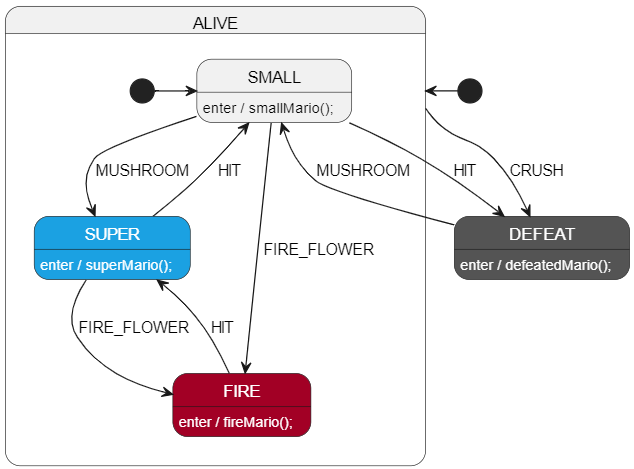 ALIVE
SMALL
enter / smallMario();
MUSHROOM
HIT
MUSHROOM
HIT
CRUSH
SUPER
enter / superMario();
DEFEAT
enter / defeatedMario();
FIRE_FLOWER
FIRE_FLOWER
HIT
FIRE
enter / fireMario();